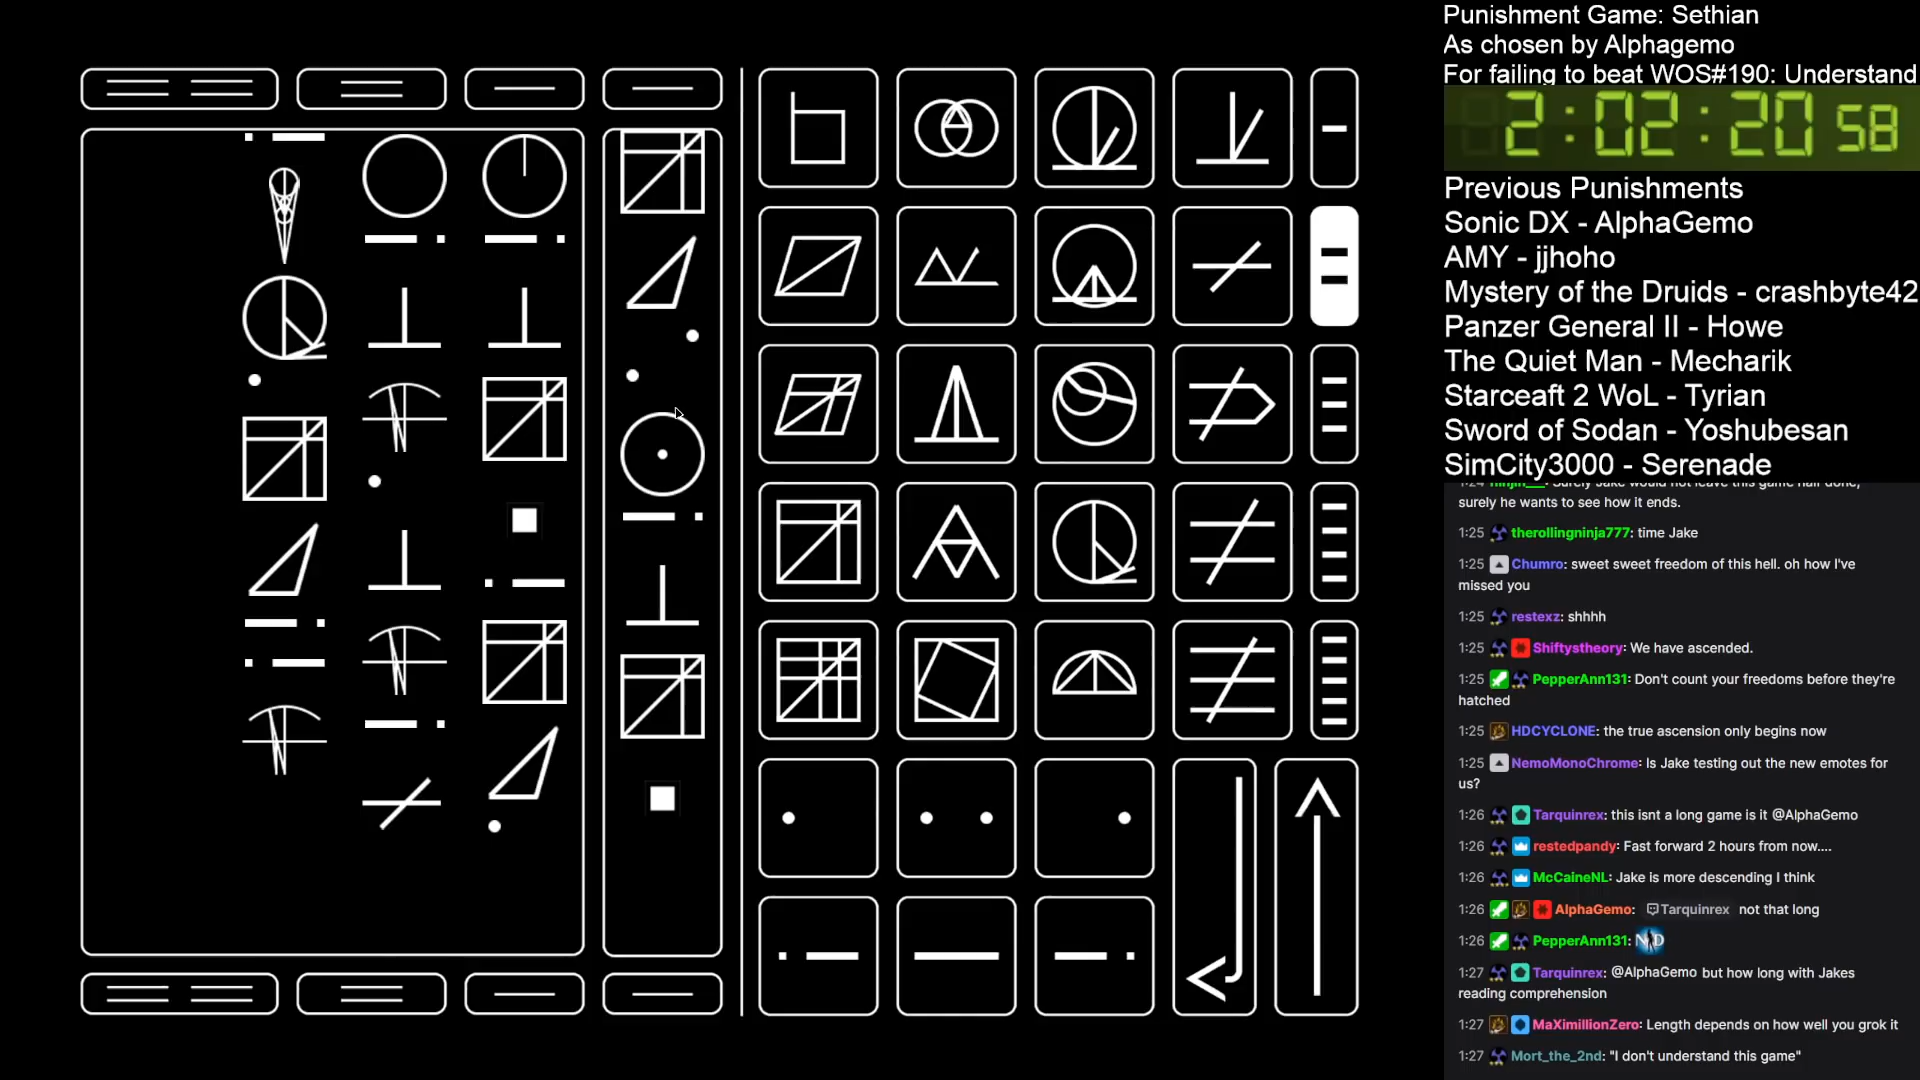 Punishment Game: Sethian
As chosen by Alphagemo
For failing to beat WOS#190: Understand
2:02:20 58
Previous Punishments
Sonic DX - AlphaGemo
AMY - jjhoho
Mystery of the Druids - crashbyte42
Panzer General II - Howe
The Quiet Man - Mecharik
Starceaft 2 WoL - Tyrian
Sword of Sodan - Yoshubesan
SimCity3000 - Serenade
Surely Jake would not leave this game half done,
surely he wants to see how it ends.
1:25 therollingninja777: time Jake
1:25 Chumro: sweet sweet freedom of this hell. oh how I've
missed you
1:25 restexz: shhhh
1:25 Shiftystheory: We have ascended.
1:25 PepperAnn131: Don't count your freedoms before they're
hatched
1:25 HDCYCLONE: the true ascension only begins now
1:25 NemoMonoChrome: Is Jake testing out the new emotes for
us?
1:26 Tarquinrex: this isnt a long game is it @AlphaGemo
1:26 restedpandy: Fast forward 2 hours from now....
1:26 McCaineNL: Jake is more descending I think
1:26 AlphaGemo: Tarquinrex not that long
1:26 PepperAnn131:
1:27 Tarquinrex: @AlphaGemo but how long with Jakes
reading comprehension
1:27 MaXimillionZero: Length depends on how well you grok it
1:27 Mort_the_2nd: "I don't understand this game"